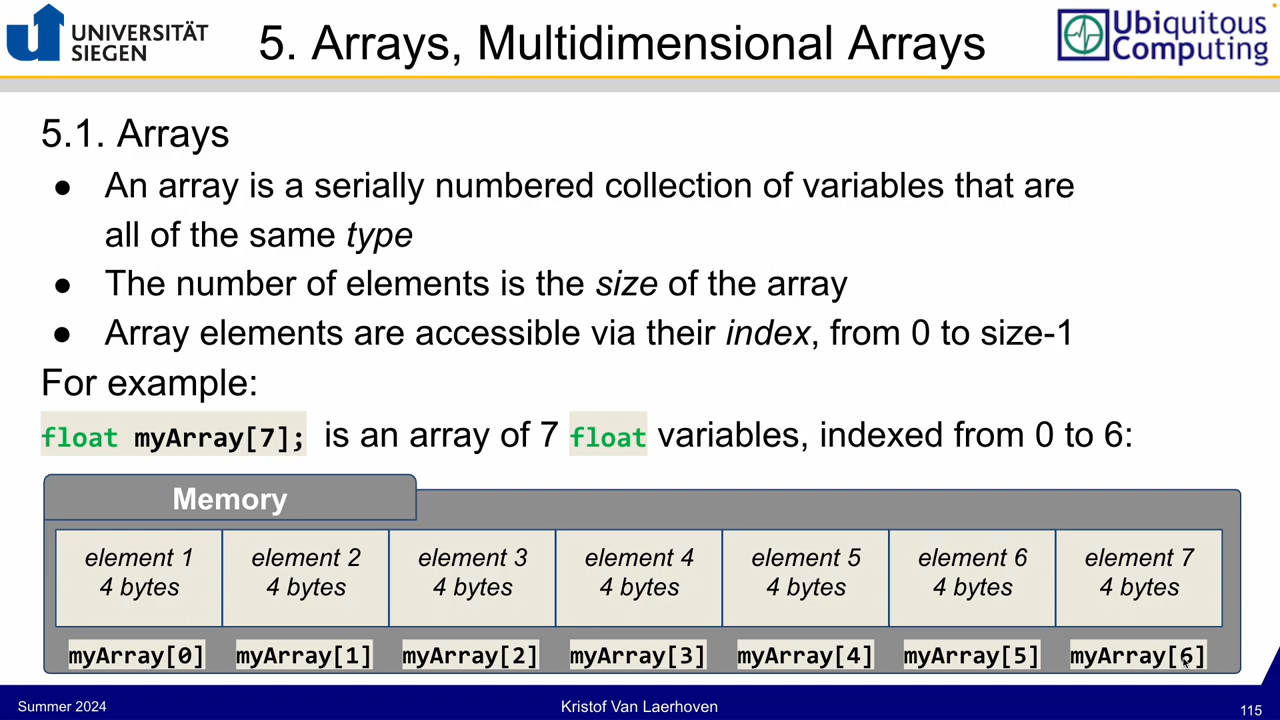 UNIVERSITÄT
SIEGEN
5. Arrays, Multidimensional Arrays
Ubiquitous
Computing
5.1. Arrays
● An array is a serially numbered collection of variables that are
all of the same type
● The number of elements is the size of the array
● Array elements are accessible via their index, from 0 to size-1
For example:
float myArray[7]; is an array of 7 float variables, indexed from 0 to 6:
Memory
element 1 element 2 element 3 element 4 element 5 element 6 element 7
4 bytes 4 bytes 4 bytes 4 bytes 4 bytes 4 bytes 4 bytes
myArray[0] myArray[1] myArray[2] myArray[3] myArray[4] myArray[5] myArray[6]
Summer 2024 Kristof Van Laerhoven 115